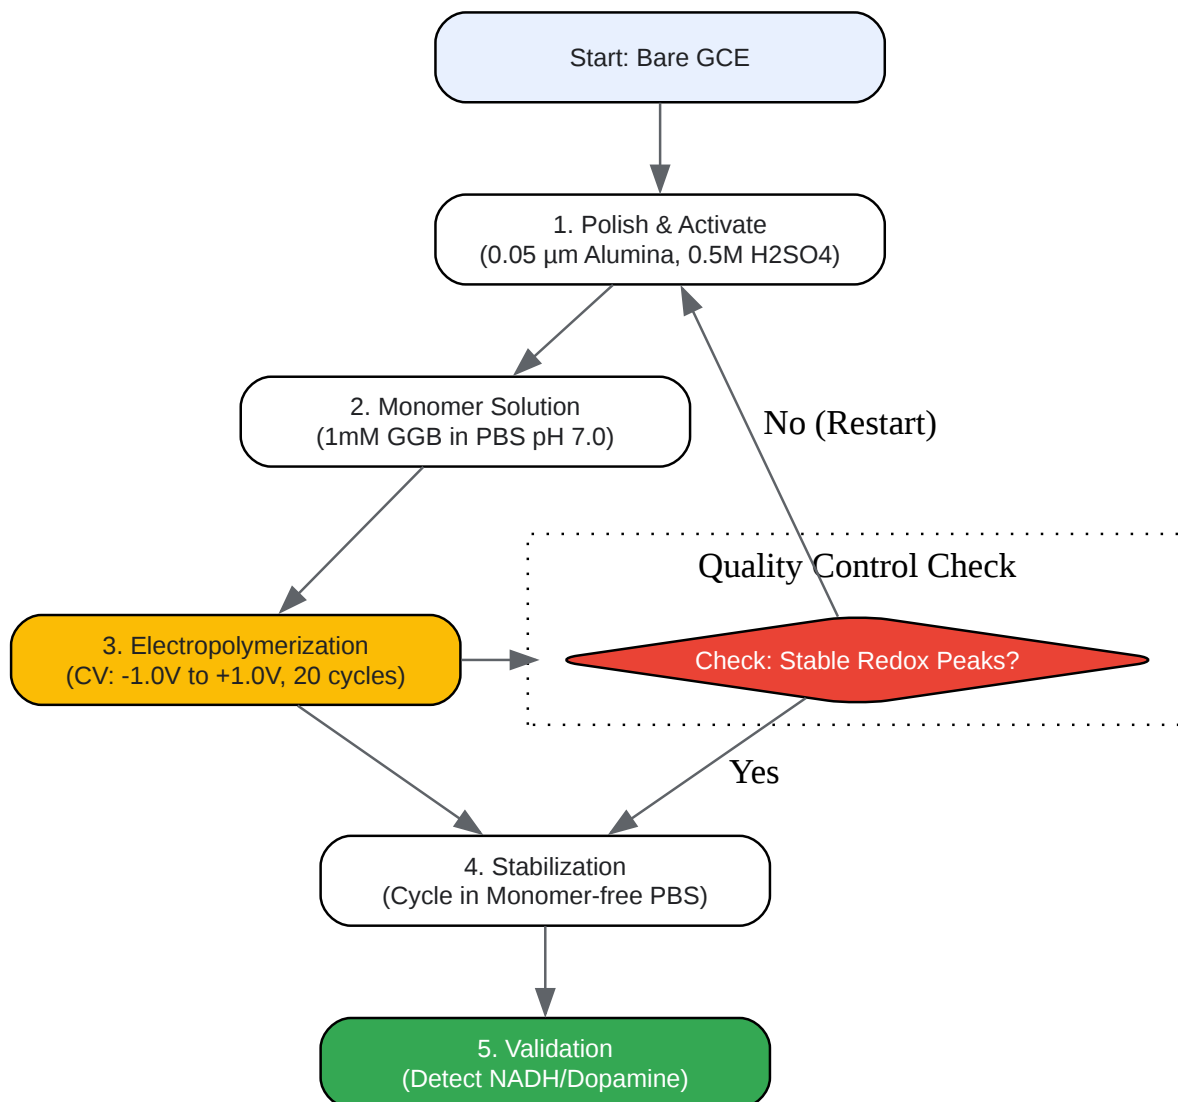 Start: Bare GCE
1. Polish & Activate
(0.05 µm Alumina, 0.5M H2SO4)
2. Monomer Solution
(1mM GGB in PBS pH 7.0)
No (Restart)
Quality Control Check
3. Electropolymerization
(CV: -1.0V to +1.0V, 20 cycles)
Check: Stable Redox Peaks?
Yes
4. Stabilization
(Cycle in Monomer-free PBS)
5. Validation
(Detect NADH/Dopamine)